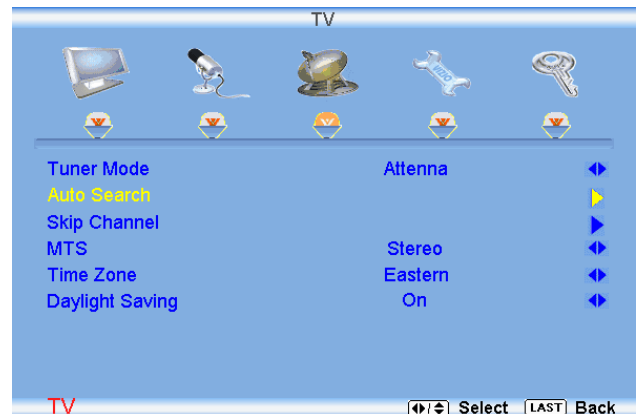 TV
Tuner Mode Attenna
Auto Search
Skip Channel
MTS Stereo
Time Zone Eastern
Daylight Saving On
TV Select LAST Back